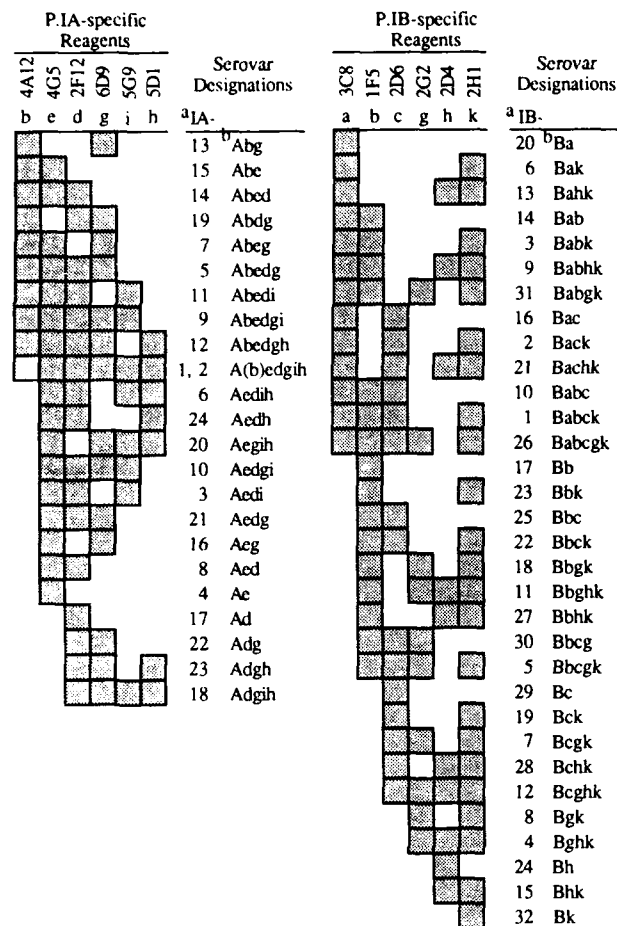 P.IA-specific
Reagents
4A12 4G5 2F12 6D9 5G9 5D1
b e d g i h
Serovar
Designations
a IA-
13 b Abg
15 Abe
14 Abed
19 Abdg
7 Abeg
5 Abedg
11 Abedi
9 Abedgi
12 Abedgh
1, 2 A(b)edgih
6 Aedih
24 Aedh
20 Aegih
10 Aedgi
3 Aedi
21 Aedg
16 Aeg
8 Aed
4 Ae
17 Ad
22 Adg
23 Adgh
18 Adgih
P.IB-specific
Reagents
3C8 1F5 2D6 2G2 2D4 2H1
a b c g h k
Serovar
Designations
a IB-
20 b Ba
6 Bak
13 Bahk
14 Bab
3 Babk
9 Babhk
31 Babgk
16 Bac
2 Back
21 Bachk
10 Babc
1 Babck
26 Babcgk
17 Bb
23 Bbk
25 Bbc
22 Bbck
18 Bbgk
11 Bbghk
27 Bbhk
30 Bbcg
5 Bbcgk
29 Bc
19 Bck
7 Bcgk
28 Bchk
12 Bcghk
8 Bgk
4 Bghk
24 Bh
15 Bhk
32 Bk